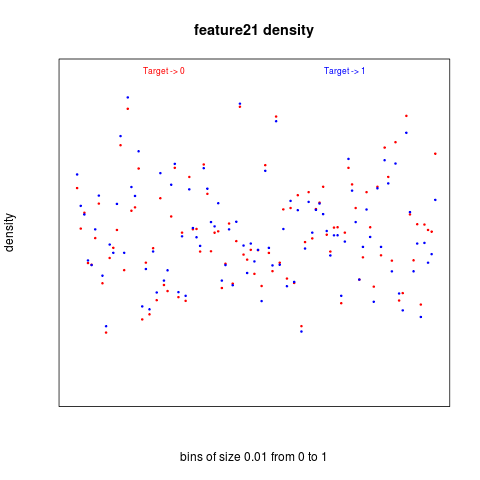 feature21 density
Target -> 0 Target -> 1
density
bins of size 0.01 from 0 to 1